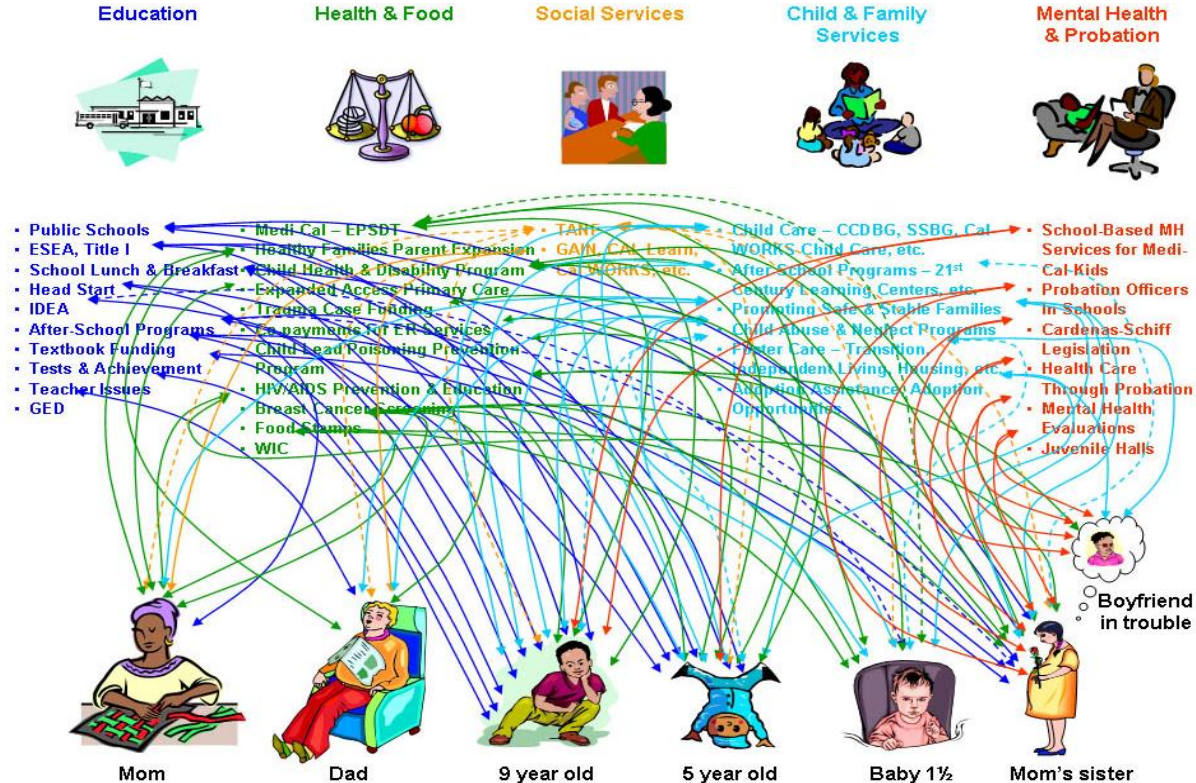 Education
Health & Food
Social Services
Child & Family
Services
Mental Health
& Probation
▪ Public Schools
▪ ESEA, Title I
▪ School Lunch & Breakfast
▪ Head Start
▪ IDEA
▪ After-School Programs
▪ Textbook Funding
▪ Tests & Achievement
▪ Teacher Issues
▪ GED
▪ Medi Cal – EPSDT
▪ Healthy Families Parent Expansion
▪ Child Health & Disability Program
▪ Expanded Access Primary Care
▪ Trauma Case Funding
▪ Co-payments for ER Services
▪ Child Lead Poisoning Prevention
Program
▪ HIV/AIDS Prevention & Education
▪ Breast Cancer Screening
▪ Food Stamps
▪ WIC
▪ TANF
▪ GAIN, CAL Learn,
Cal WORKS, etc.
▪ Child Care – CCDBG, SSBG, Cal
WORKS Child Care, etc.
▪ After School Programs – 21st
Century Learning Centers, etc.
▪ Promoting Safe & Stable Families
▪ Child Abuse & Neglect Programs
▪ Foster Care – Transition,
Independent Living, Housing, etc.
▪ Adoption Assistance, Adoption
Opportunities
▪ School-Based MH
Services for Medi-
Cal Kids
▪ Probation Officers
In Schools
▪ Cardenas-Schiff
Legislation
▪ Health Care
Through Probation
▪ Mental Health
Evaluations
▪ Juvenile Halls
Boyfriend
in trouble
Mom
Dad
9 year old
5 year old
Baby 1½
Mom's sister